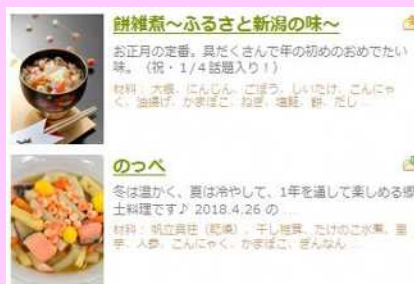 餅雑煮～ふるさと新潟の味～
お正月の定番。具だくさんで年の初めのおめでたい
味。（祝・1/4話題入り！）
材料： 大根、にんじん、ごぼう、しいたけ、こんにゃ
く、油揚げ、かまぼこ、ねぎ、塩鮭、餅、だし...
のっぺ
冬は温かく、夏は冷やして、1年を通して楽しめる郷
土料理です♪ 2018.4.26 の ...
材料： 帆立貝柱（乾燥）、干し椎茸、たけのこ水煮、里
芋、人参、こんにゃく、かまぼこ、ぎんなん...